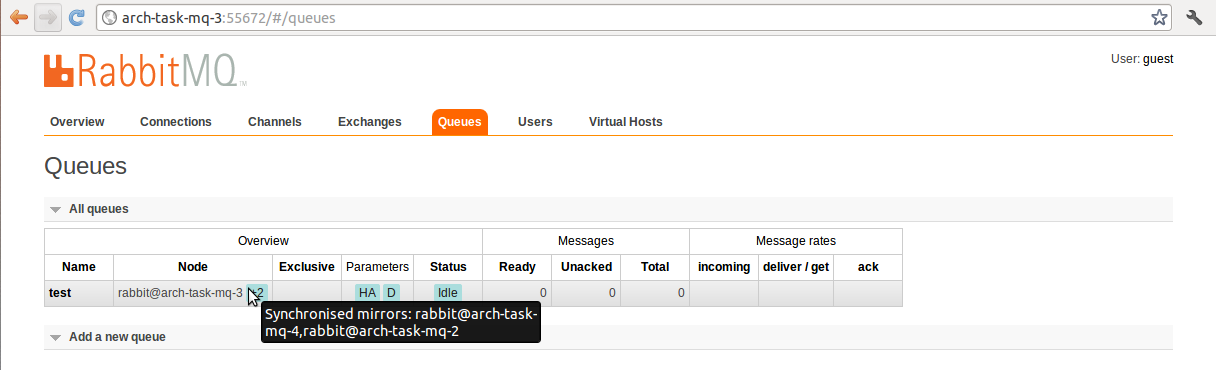 arch-task-mq-3:55672/#/queues
RabbitMQ™
User: guest
Overview Connections Channels Exchanges Queues Users Virtual Hosts
Queues
All queues
Overview Messages Message rates
Name Node Exclusive Parameters Status Ready Unacked Total incoming deliver / get ack
test rabbit@arch-task-mq-3 +2 HA D Idle 0 0 0
Synchronised mirrors: rabbit@arch-task-
mq-4,rabbit@arch-task-mq-2
Add a new queue